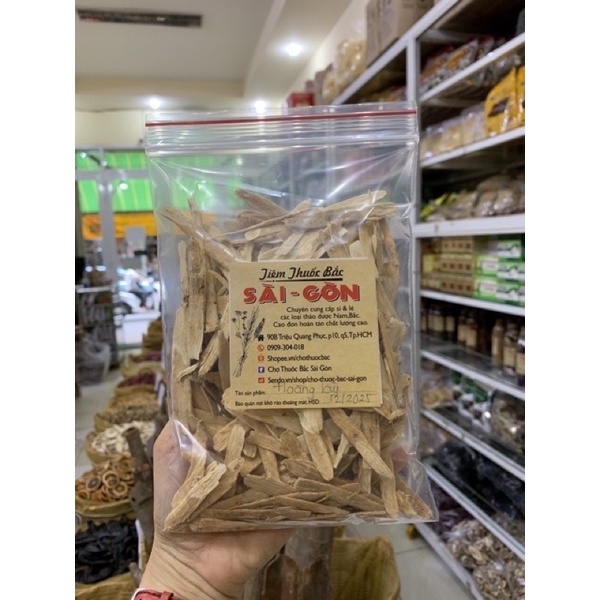 Tiệm Thuốc Bắc
SÀI-GÒN
Chuyên cung cấp sỉ & lẻ
các loại thảo dược Nam,Bắc.
Cao đơn hoàn tán chất lượng cao.
90B Triệu Quang Phục, p10, q5, Tp.HCM
0909-304-018
Shopee.vn/chothuocbac
Chợ Thuốc Bắc Sài Gòn
Sendo.vn/shop/cho-thuoc-bac-sai-gon
Tên sản phẩm: Hoàng
Bảo quản nơi khô ráo thoáng mát, HSD: 12/2025